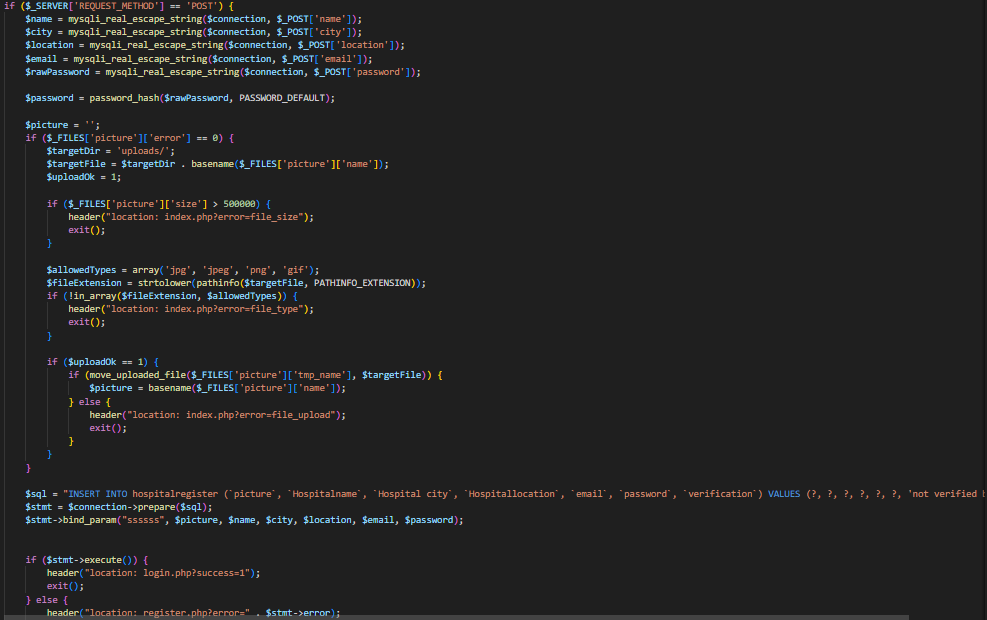 if ($_SERVER['REQUEST_METHOD'] == 'POST') {
$name = mysqli_real_escape_string($connection, $_POST['name']);
$city = mysqli_real_escape_string($connection, $_POST['city']);
$location = mysqli_real_escape_string($connection, $_POST['location']);
$email = mysqli_real_escape_string($connection, $_POST['email']);
$rawPassword = mysqli_real_escape_string($connection, $_POST['password']);
$password = password_hash($rawPassword, PASSWORD_DEFAULT);
$picture = '';
if ($_FILES['picture']['error'] == 0) {
$targetDir = 'uploads/';
$targetFile = $targetDir . basename($_FILES['picture']['name']);
$uploadOk = 1;
if ($_FILES['picture']['size'] > 500000) {
header("location: index.php?error=file_size");
exit();
}
$allowedTypes = array('jpg', 'jpeg', 'png', 'gif');
$fileExtension = strtolower(pathinfo($targetFile, PATHINFO_EXTENSION));
if (!in_array($fileExtension, $allowedTypes)) {
header("location: index.php?error=file_type");
exit();
}
if ($uploadOk == 1) {
if (move_uploaded_file($_FILES['picture']['tmp_name'], $targetFile)) {
$picture = basename($_FILES['picture']['name']);
} else {
header("location: index.php?error=file_upload");
exit();
}
}
}
$sql = "INSERT INTO hospitalregister (`picture`, `Hospitalname`, `Hospital city`, `Hospitallocation`, `email`, `password`, `verification`) VALUES (?, ?, ?, ?, ?, ?, 'not verified
$stmt = $connection->prepare($sql);
$stmt->bind_param("ssssss", $picture, $name, $city, $location, $email, $password);
if ($stmt->execute()) {
header("location: login.php?success=1");
exit();
} else {
header("location: register.php?error=" . $stmt->error);